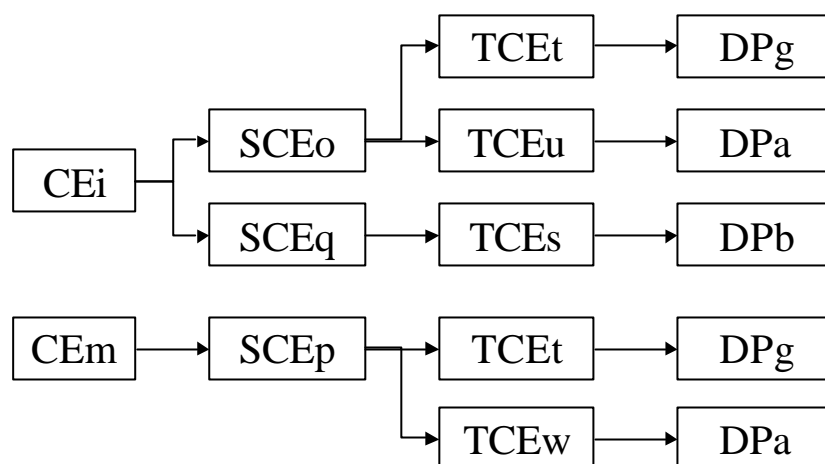 TCEt DPg
SCEo TCEu DPa
CEi
SCEq TCEs DPb
CEm SCEp TCEt DPg
TCEw DPa